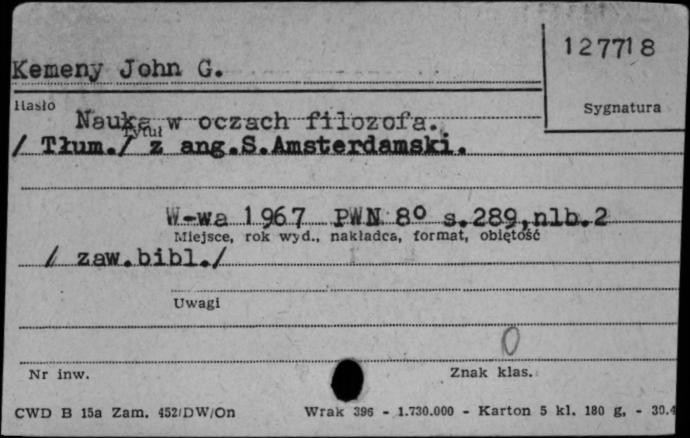 127718
Kemeny John G.
Hasło
Sygnatura
Nauka w oczach filozofa.
Tytuł
/ Tłum./ z ang.S.Amsterdamski.
W-wa 1967 PWN 8° s.289,nlb.2
Miejsce, rok wyd., nakładca, format, objętość
/ zaw.bibl./
Uwagi
0
Nr inw.
Znak klas.
CWD B 15a Zam. 452/DW/On Wrak 396 - 1.730.000 - Karton 5 kl. 180 g. - 30.4